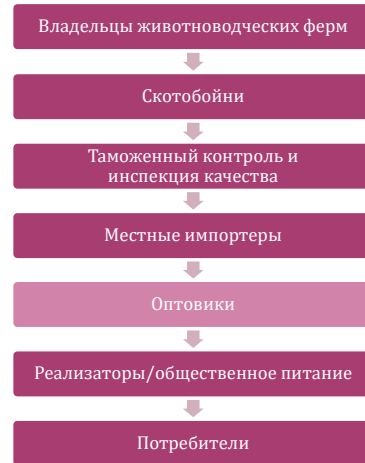 Владельцы животноводческих ферм
Скотобойни
Таможенный контроль и
инспекция качества
Местные импортеры
Оптовики
Реализаторы/общественное питание
Потребители